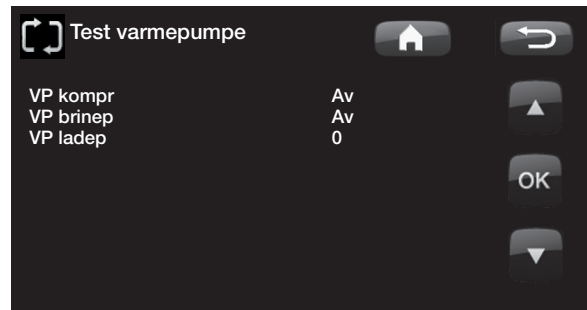 Test varmepumpe
VP kompr Av
VP brinep Av
VP ladep 0
OK